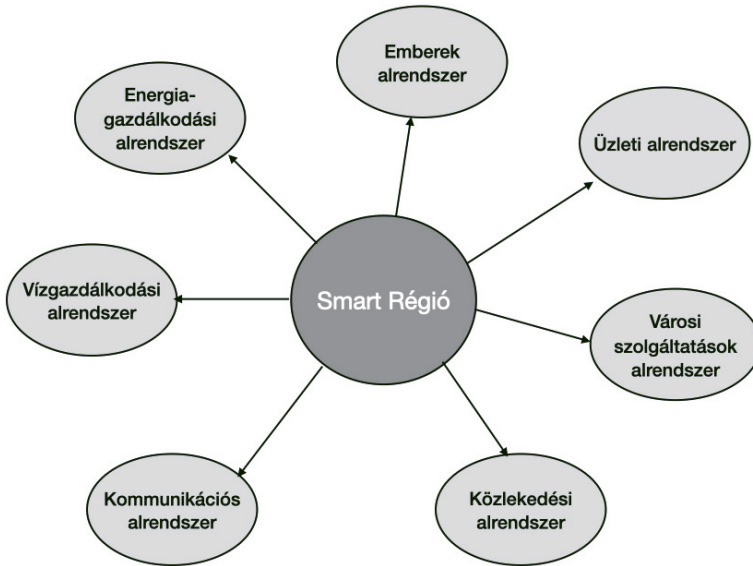 Emberek
alrendszer
Energia-
gazdálkodási
alrendszer
Üzleti alrendszer
Smart Régió
Vízgazdálkodási
alrendszer
Városi
szolgáltatások
alrendszer
Kommunikációs
alrendszer
Közlekedési
alrendszer